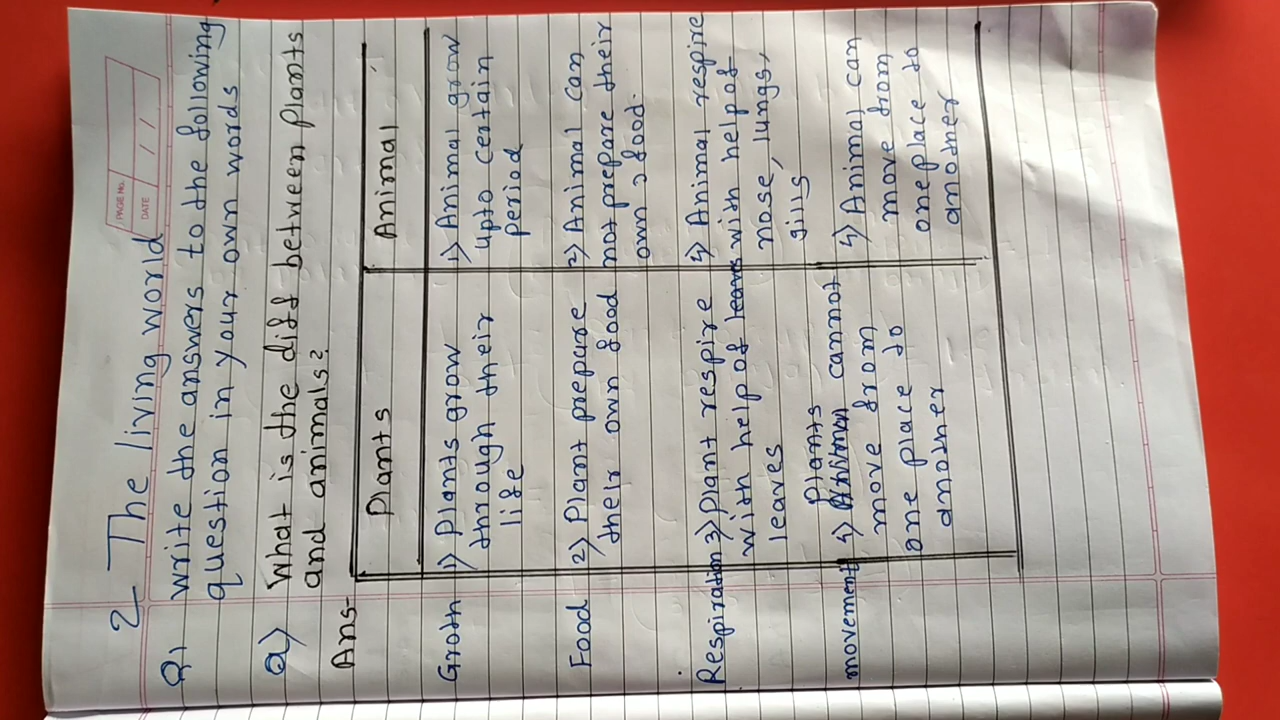 PAGE No.
DATE / /
2 The living world
Q1 write the answers to the following
question in your own words
a) What is the diff between plants
and animals?
Ans-
Plants Animal
Groth 1) Plants grow 1) Animal grow
through their upto certain
life period
Food 2) Plant prepare 2) Animal can
their own food not prepare their
own food.
Respiration 3) plant respire 4) Animal respire
with help of leaves with help of
leaves nose, lungs,
gills
Plants
movement 4) Animal cannot 4) Animal can
move from move from
one place to one place to
another another